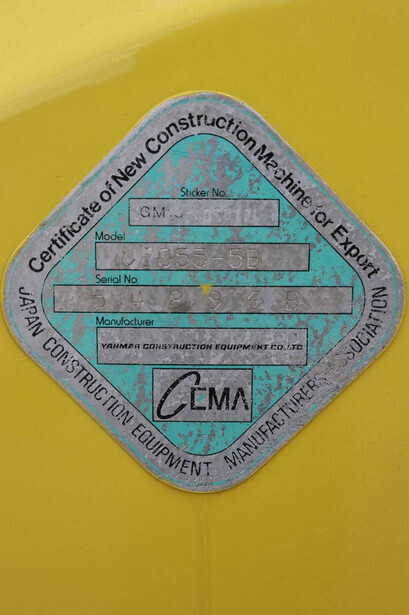 Certificate of New Construction Machine for Export
Sticker No.
Model
Serial No.
Manufacturer
YANMAR CONSTRUCTION EQUIPMENT CO., LTD.
CEMA
JAPAN CONSTRUCTION EQUIPMENT MANUFACTURERS ASSOCIATION